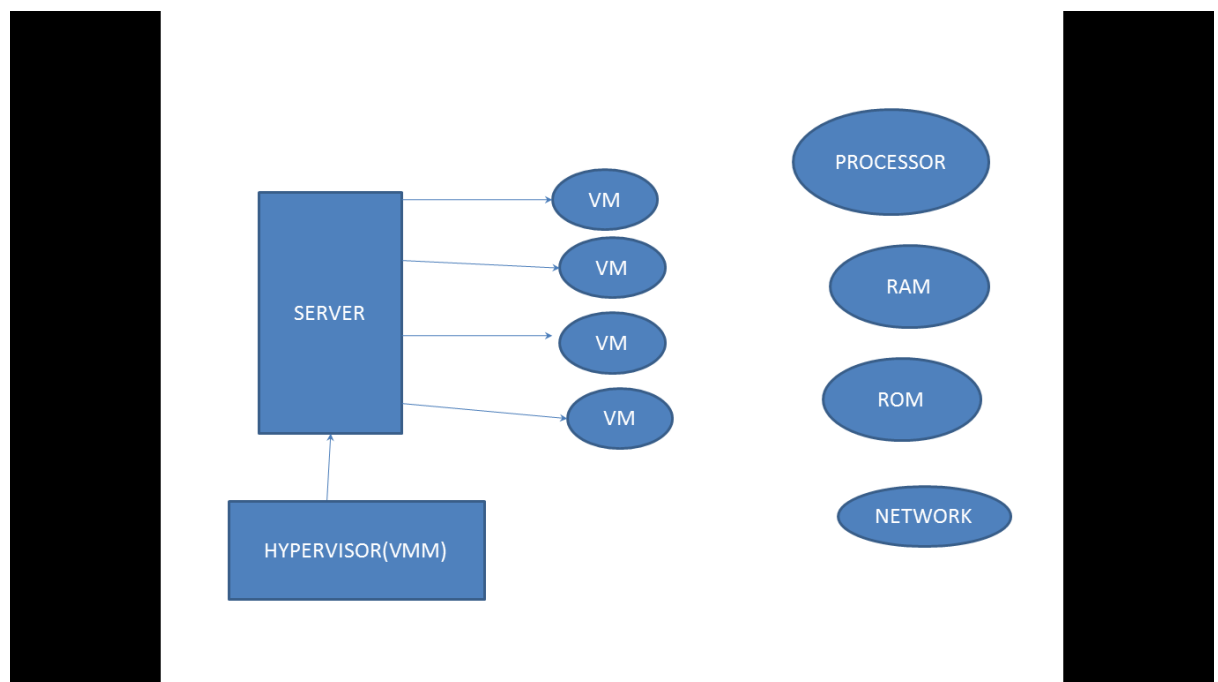 SERVER
HYPERVISOR(VMM)
VM
VM
VM
VM
PROCESSOR
RAM
ROM
NETWORK